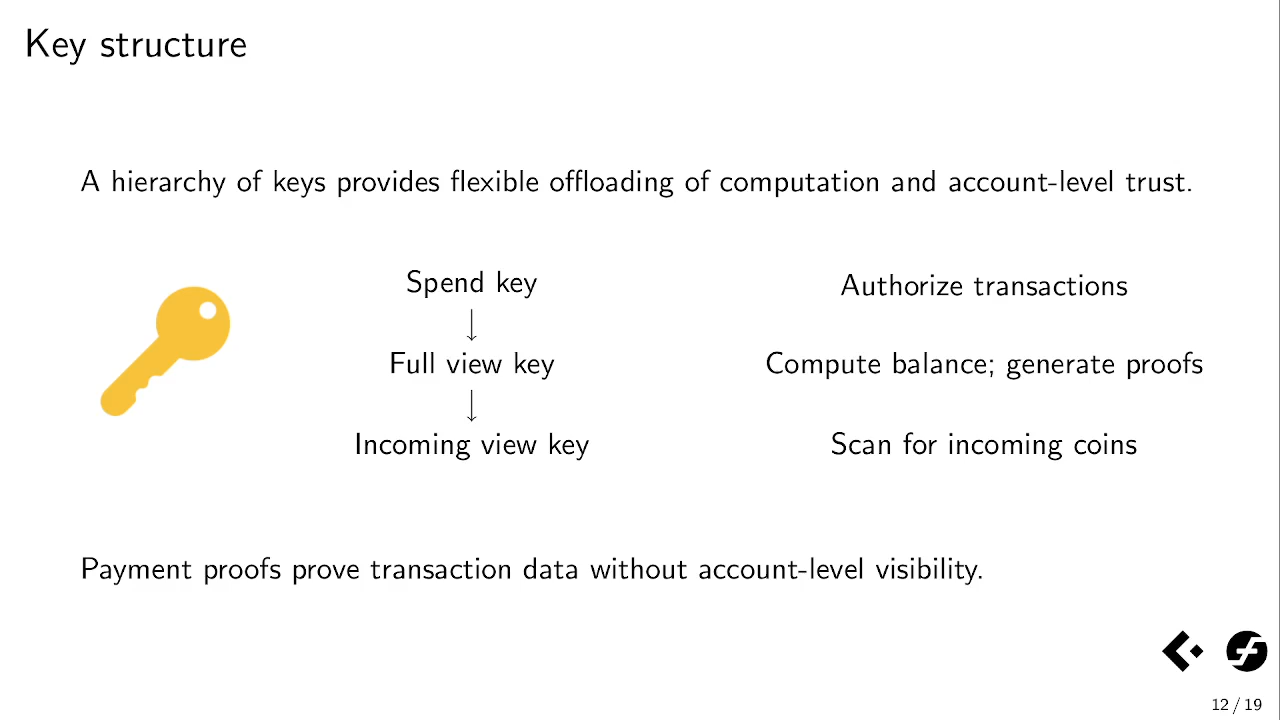 Key structure
A hierarchy of keys provides flexible offloading of computation and account-level trust.
Spend key
Authorize transactions
↓
Full view key
Compute balance; generate proofs
↓
Incoming view key
Scan for incoming coins
Payment proofs prove transaction data without account-level visibility.
12 / 19